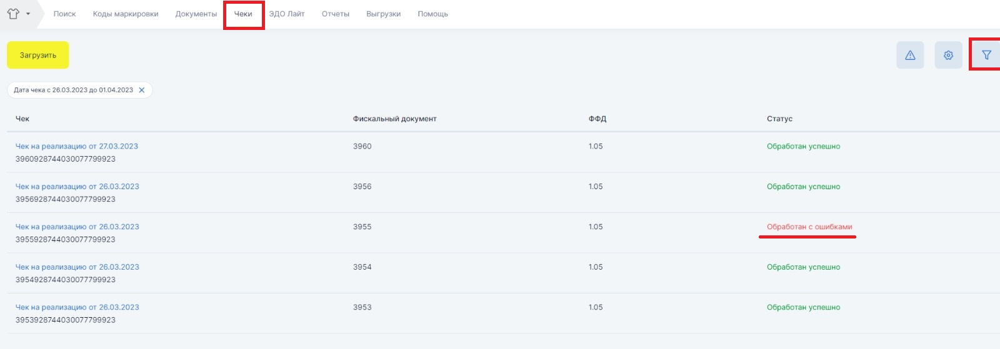 Поиск Коды маркировки Документы Чеки ЭДО Лайт Отчеты Выгрузки Помощь
Загрузить
Дата чека с 26.03.2023 до 01.04.2023
Чек Фискальный документ ФФД Статус
Чек на реализацию от 27.03.2023 3960 1.05 Обработан успешно
3960928744030077799923
Чек на реализацию от 26.03.2023 3956 1.05 Обработан успешно
3956928744030077799923
Чек на реализацию от 26.03.2023 3955 1.05 Обработан с ошибками
3955928744030077799923
Чек на реализацию от 26.03.2023 3954 1.05 Обработан успешно
3954928744030077799923
Чек на реализацию от 26.03.2023 3953 1.05 Обработан успешно
3953928744030077799923